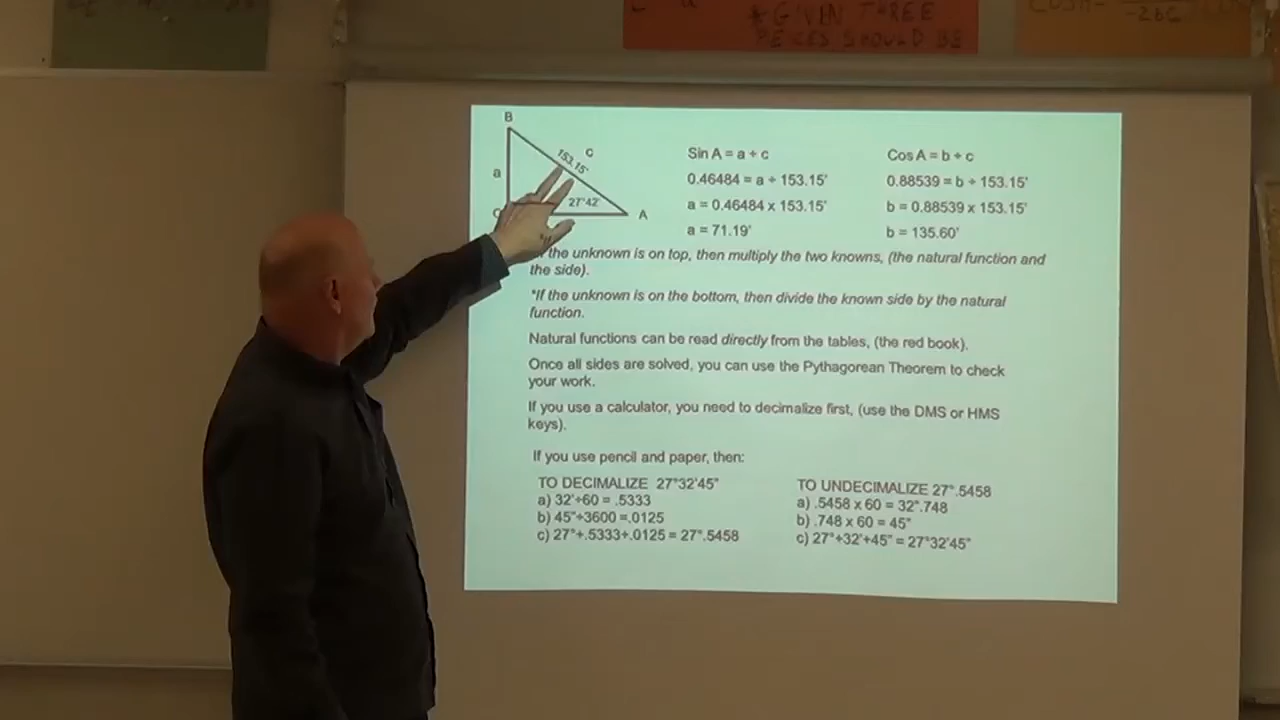 *GIVEN THREE
PECES SHOULD BE
-2bc
B
c
153.15'
a
27°42'
A
Sin A = a ÷ c
0.46484 = a ÷ 153.15'
a = 0.46484 x 153.15'
a = 71.19'
Cos A = b ÷ c
0.88539 = b ÷ 153.15'
b = 0.88539 x 153.15'
b = 135.60'
the unknown is on top, then multiply the two knowns, (the natural function and
the side).
*If the unknown is on the bottom, then divide the known side by the natural
function.
Natural functions can be read directly from the tables, (the red book).
Once all sides are solved, you can use the Pythagorean Theorem to check
your work.
If you use a calculator, you need to decimalize first, (use the DMS or HMS
keys).
If you use pencil and paper, then:
TO DECIMALIZE 27°32'45"
a) 32'÷60 = .5333
b) 45"÷3600 =.0125
c) 27°+.5333+.0125 = 27°.5458
TO UNDECIMALIZE 27°.5458
a) .5458 x 60 = 32".748
b) .748 x 60 = 45"
c) 27°+32'+45" = 27°32'45"